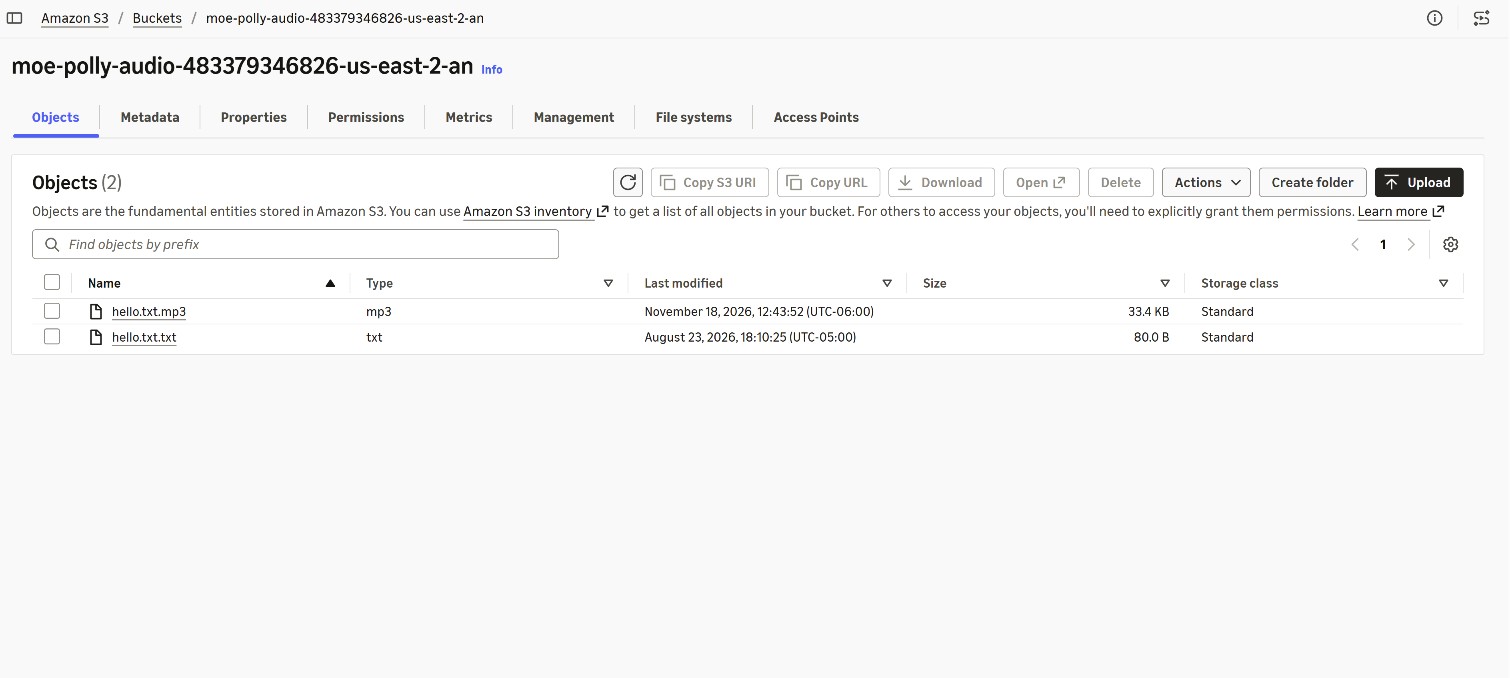 Amazon S3 / Buckets / moe-polly-audio-483379346826-us-east-2-an
moe-polly-audio-483379346826-us-east-2-an Info
Objects Metadata Properties Permissions Metrics Management File systems Access Points
Objects (2) Copy S3 URI Copy URL Download Open Delete Actions Create folder Upload
Objects are the fundamental entities stored in Amazon S3. You can use Amazon S3 inventory to get a list of all objects in your bucket. For others to access your objects, you'll need to explicitly grant them permissions. Learn more
Find objects by prefix 1
Name Type Last modified Size Storage class
hello.txt.mp3 mp3 November 18, 2026, 12:43:52 (UTC-06:00) 33.4 KB Standard
hello.txt.txt txt August 23, 2026, 18:10:25 (UTC-05:00) 80.0 B Standard